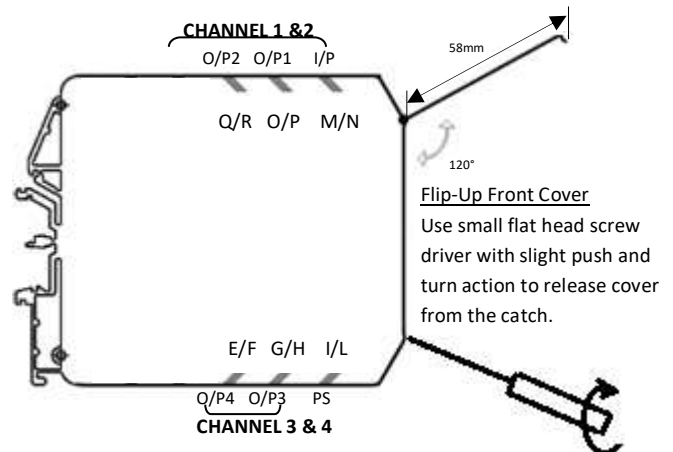 CHANNEL 1 &2
O/P2 O/P1 I/P
Q/R O/P M/N
58mm
120°
Flip-Up Front Cover
Use small flat head screw
driver with slight push and
turn action to release cover
from the catch.
E/F G/H I/L
O/P4 O/P3 PS
CHANNEL 3 & 4